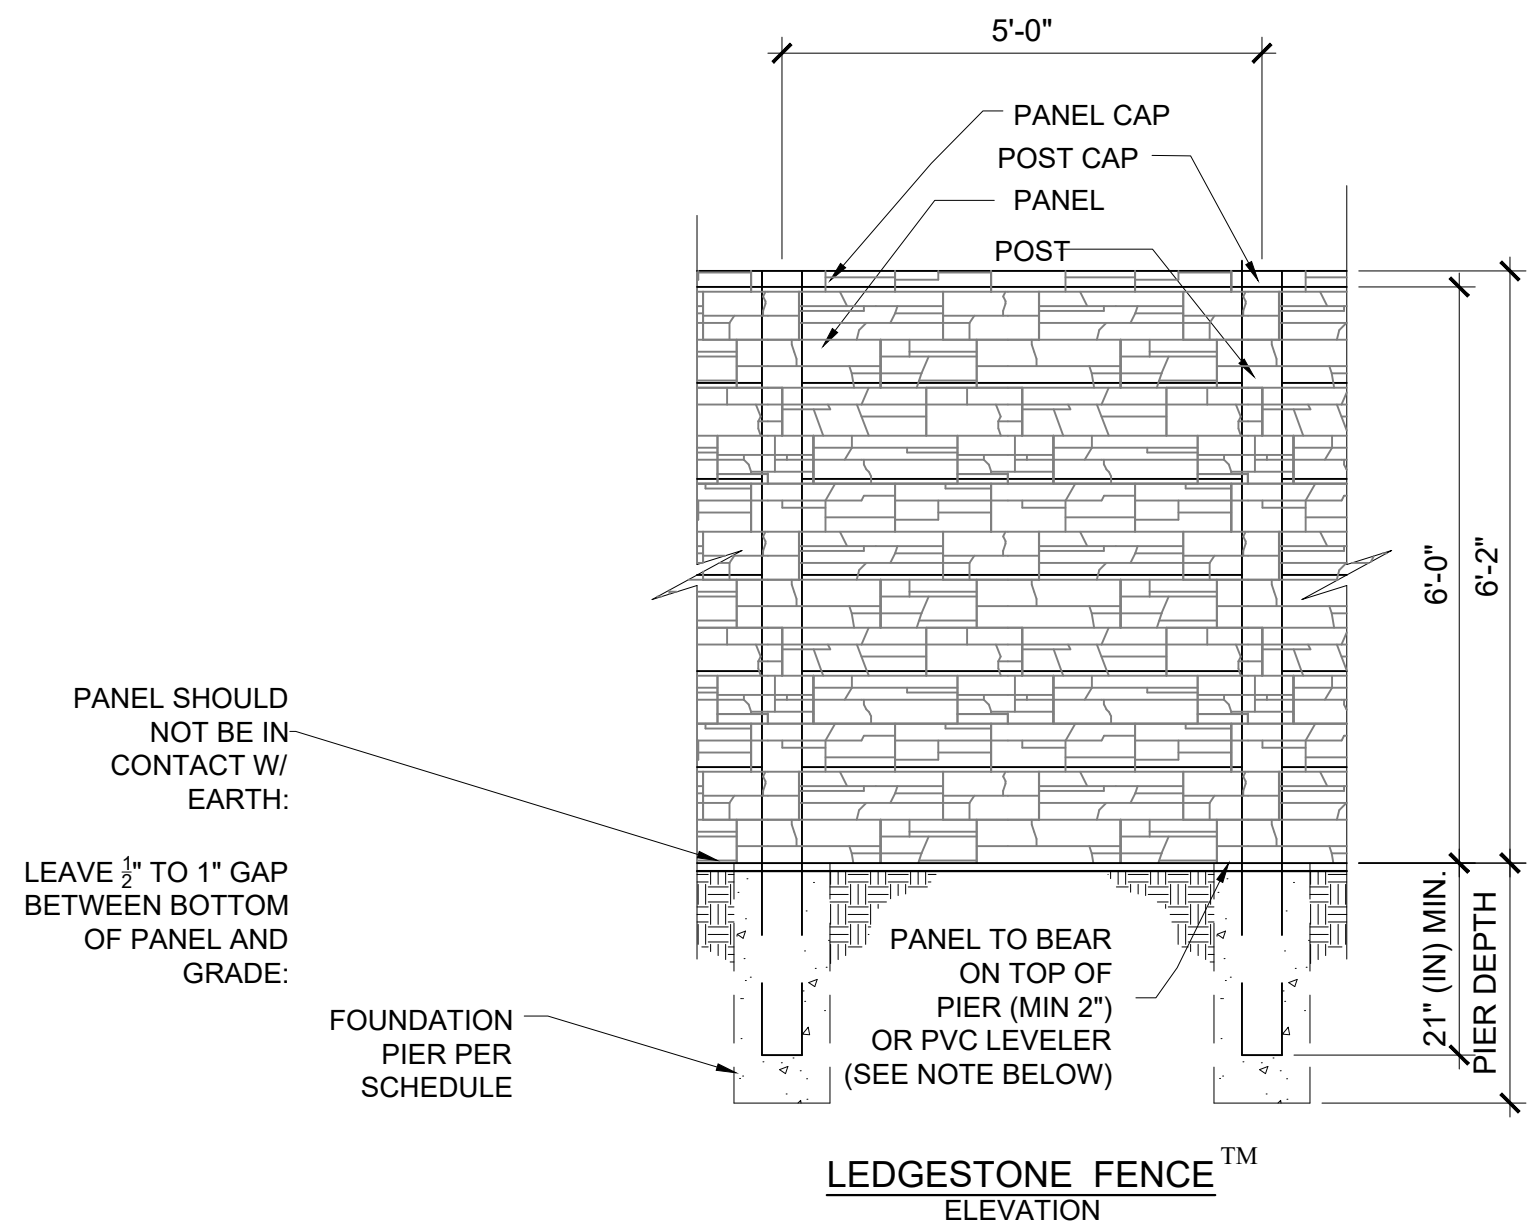 5'-0"
PANEL CAP
POST CAP
PANEL
POST
6'-0"
6'-2"
PANEL SHOULD
NOT BE IN
CONTACT W/
EARTH:
LEAVE 1/2" TO 1" GAP
BETWEEN BOTTOM
OF PANEL AND
GRADE:
PANEL TO BEAR
ON TOP OF
PIER (MIN 2")
OR PVC LEVELER
(SEE NOTE BELOW)
21" (IN) MIN.
PIER DEPTH
FOUNDATION
PIER PER
SCHEDULE
LEDGESTONE FENCE TM
ELEVATION